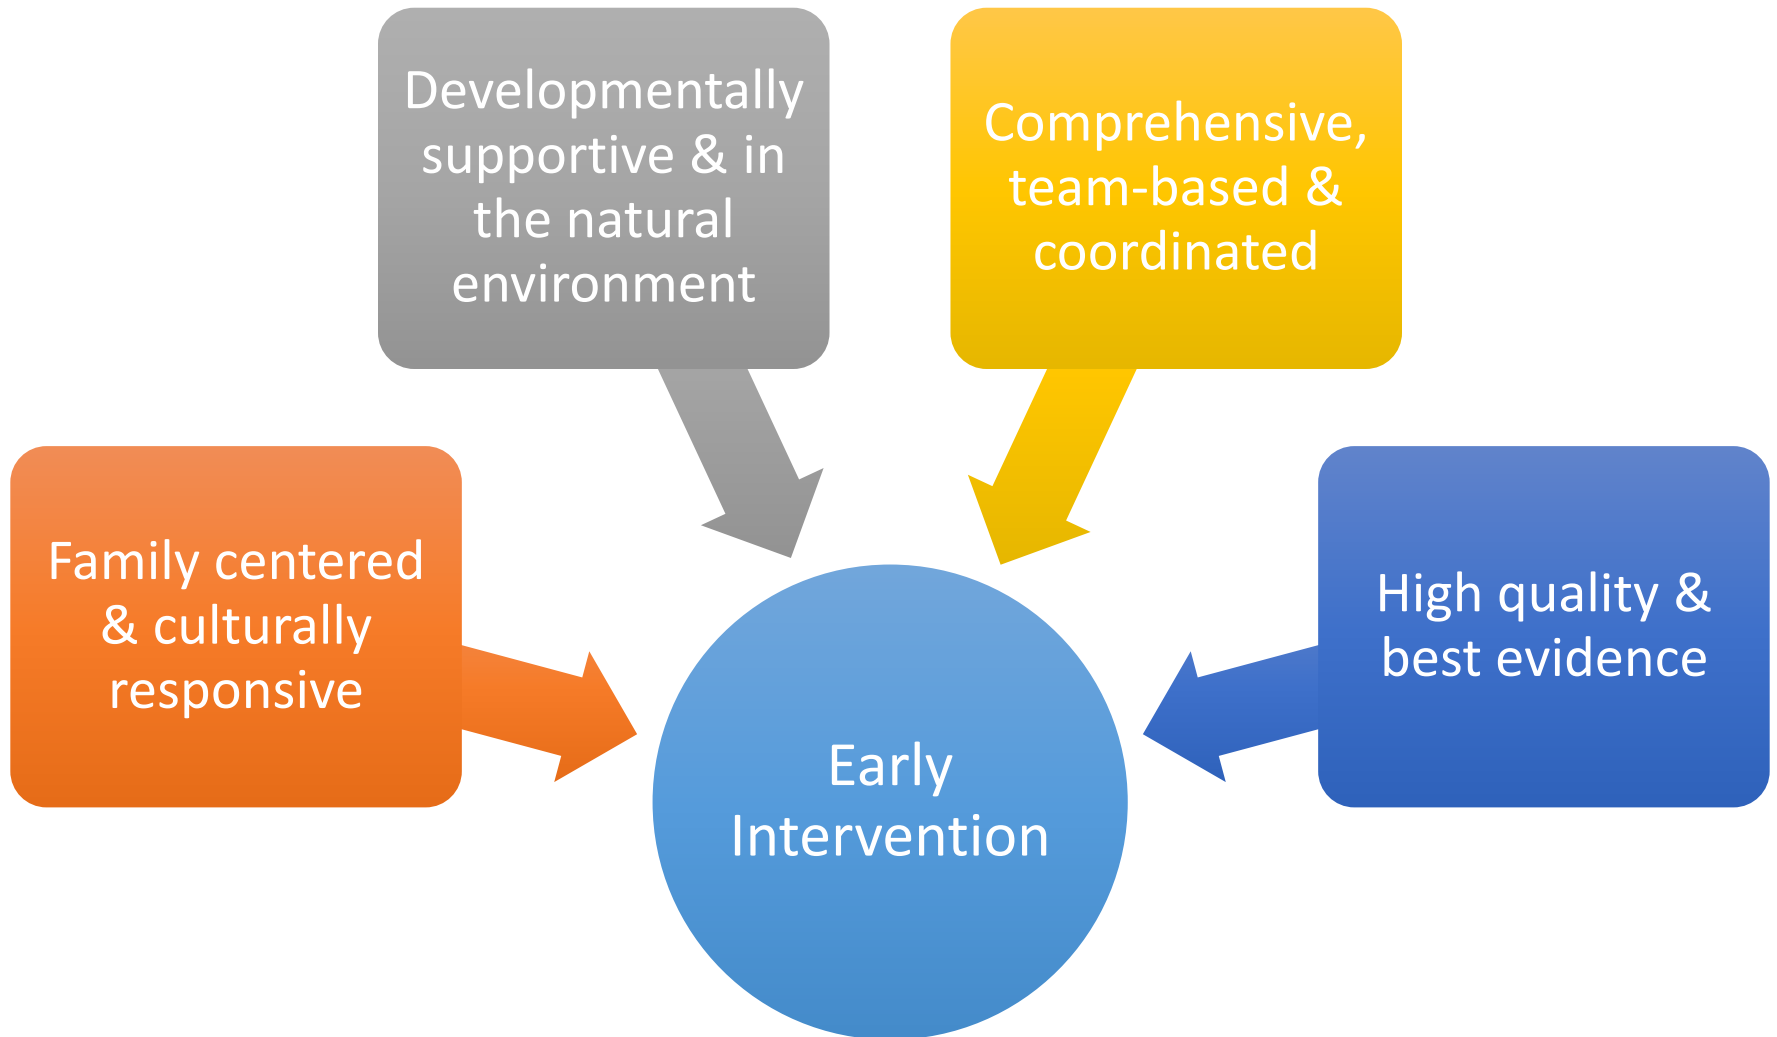 Developmentally
supportive & in
the natural
environment
Comprehensive,
team-based &
coordinated
Family centered
& culturally
responsive
High quality &
best evidence
Early
Intervention